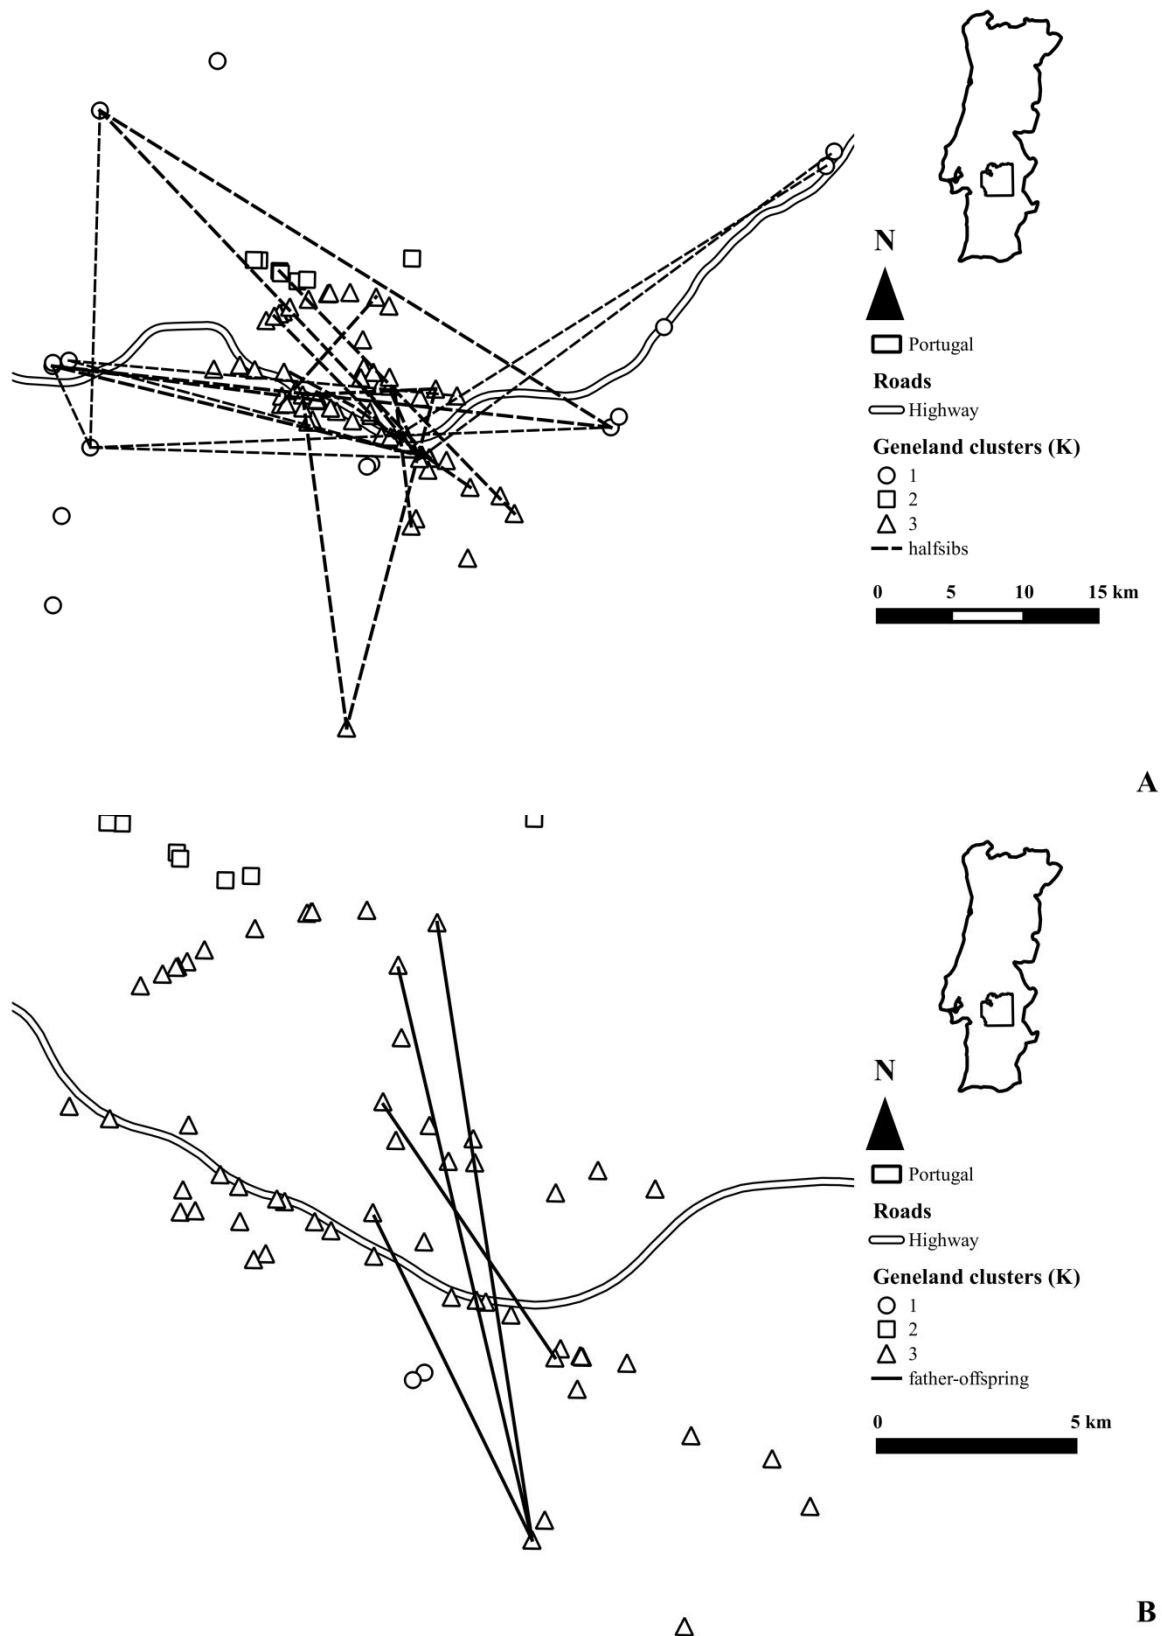 N
Portugal
Roads
Highway
Geneland clusters (K)
1
2
3
halfsibs
0 5 10 15 km
A
N
Portugal
Roads
Highway
Geneland clusters (K)
1
2
3
father-offspring
0 5 km
B